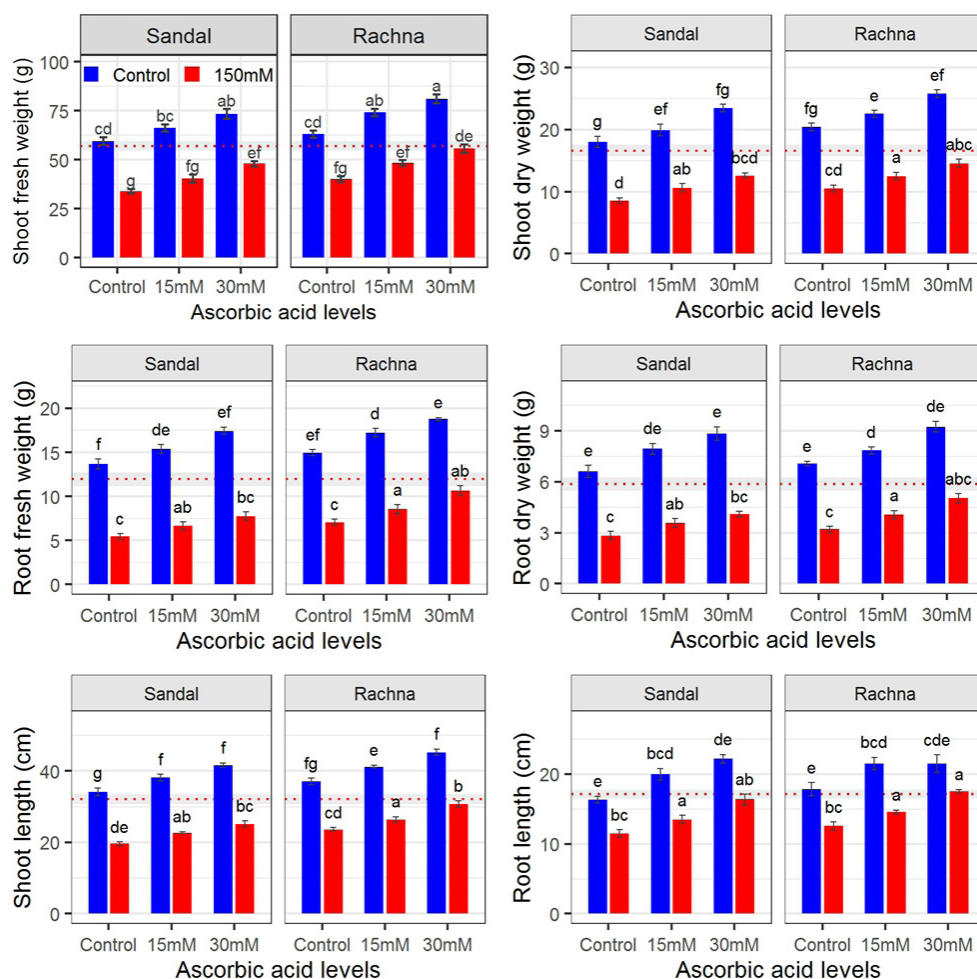 Sandal Rachna
Shoot fresh weight (g)
100
75
50
25
0
Control 150mM
cd g bc fg ab ef
cd fg ab ef a de
Control 15mM 30mM Control 15mM 30mM
Ascorbic acid levels
Sandal Rachna
Shoot dry weight (g)
30
20
10
0
g d ef ab fg bcd
fg cd e a ef abc
Control 15mM 30mM Control 15mM 30mM
Ascorbic acid levels
Sandal Rachna
Root fresh weight (g)
20
15
10
5
0
f c de ab ef bc
ef c d a e ab
Control 15mM 30mM Control 15mM 30mM
Ascorbic acid levels
Sandal Rachna
Root dry weight (g)
9
6
3
0
e c de ab e bc
e c d a de abc
Control 15mM 30mM Control 15mM 30mM
Ascorbic acid levels
Sandal Rachna
Shoot length (cm)
40
20
0
g de f ab f bc
fg cd e a f b
Control 15mM 30mM Control 15mM 30mM
Ascorbic acid levels
Sandal Rachna
Root length (cm)
20
10
0
e bc bcd a de ab
e bc bcd a cde a
Control 15mM 30mM Control 15mM 30mM
Ascorbic acid levels